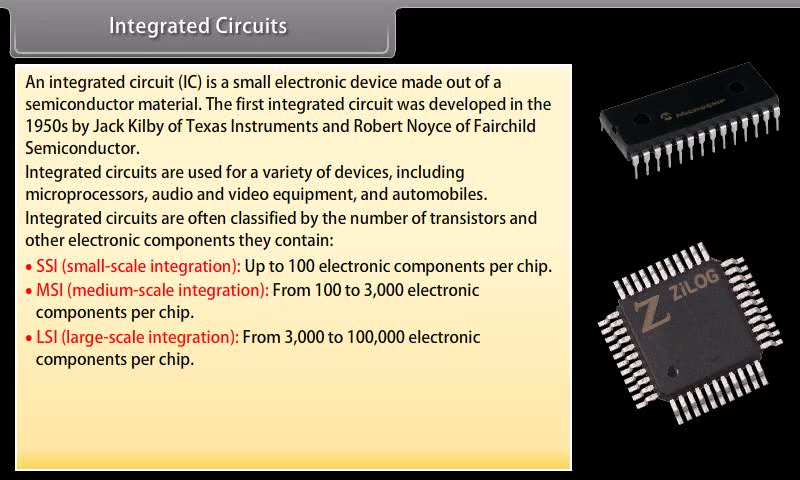 Integrated Circuits
An integrated circuit (IC) is a small electronic device made out of a
semiconductor material. The first integrated circuit was developed in the
1950s by Jack Kilby of Texas Instruments and Robert Noyce of Fairchild
Semiconductor.
Integrated circuits are used for a variety of devices, including
microprocessors, audio and video equipment, and automobiles.
Integrated circuits are often classified by the number of transistors and
other electronic components they contain:
• SSI (small-scale integration): Up to 100 electronic components per chip.
• MSI (medium-scale integration): From 100 to 3,000 electronic
components per chip.
• LSI (large-scale integration): From 3,000 to 100,000 electronic
components per chip.
MICROCHIP
Z ZiLOG